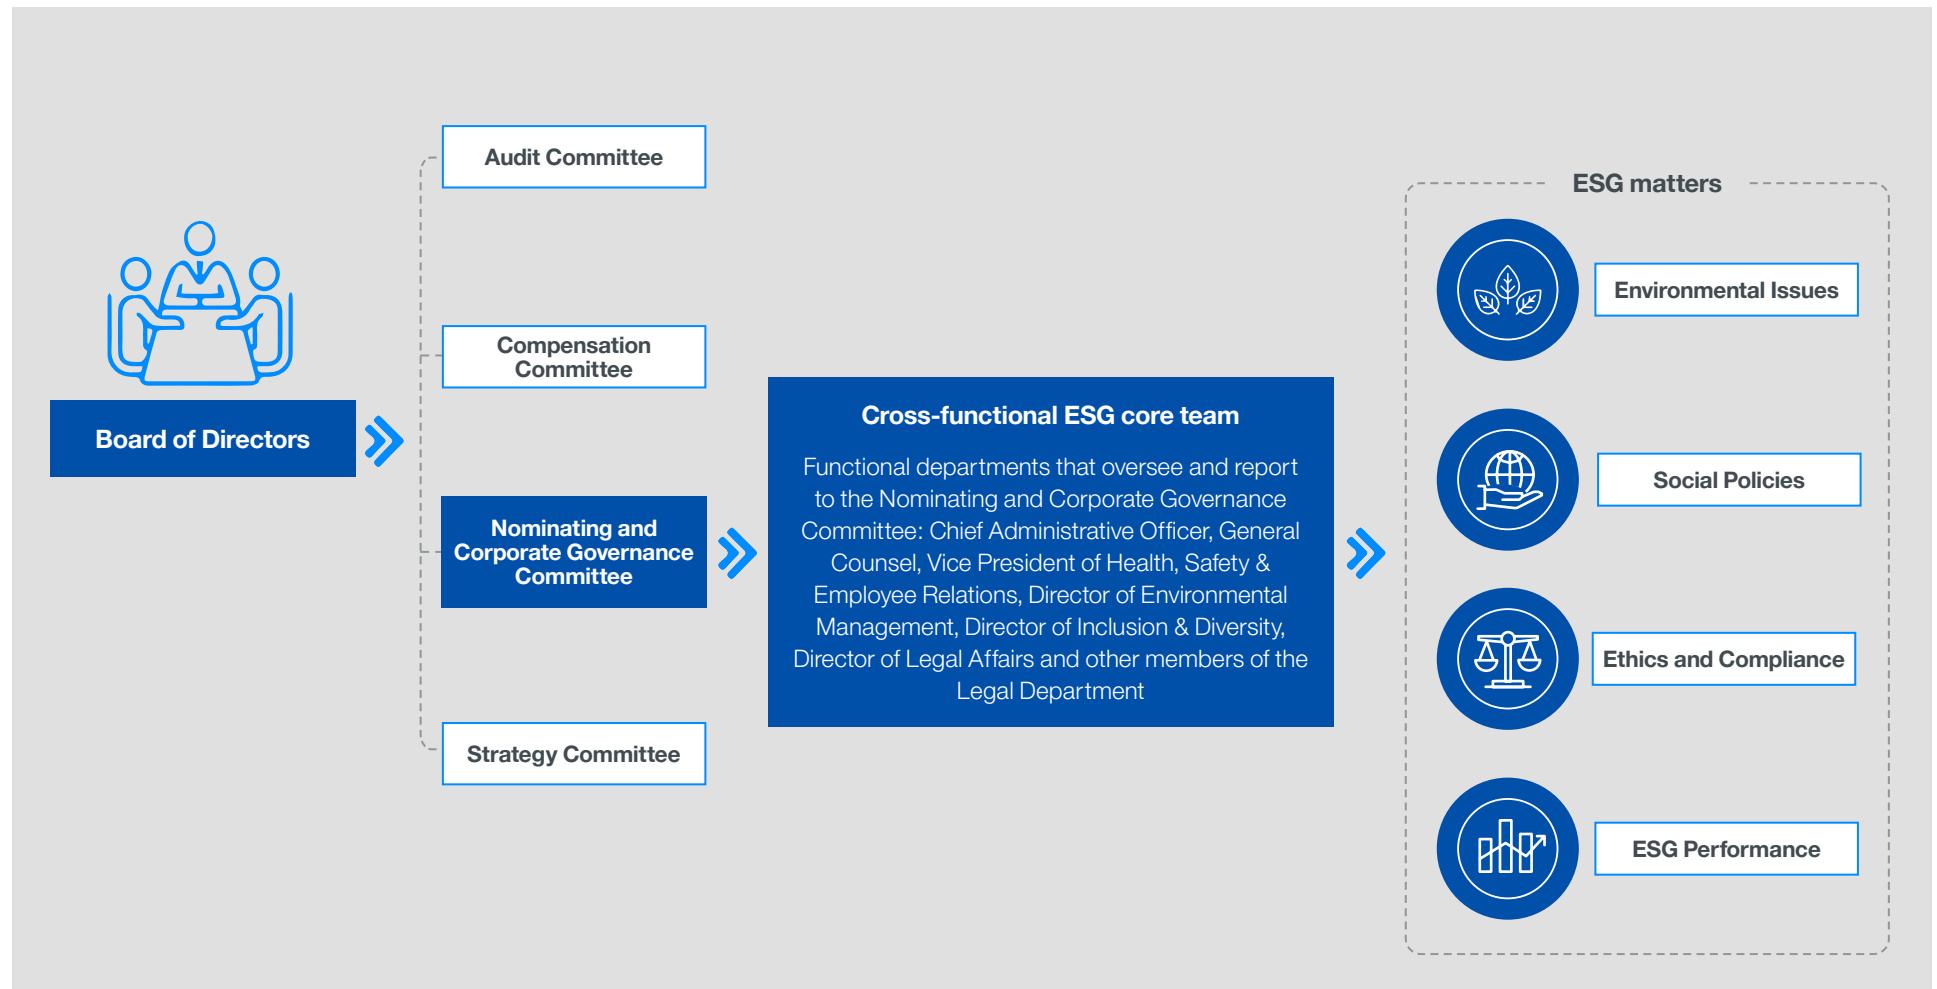 Board of Directors
Audit Committee
Compensation
Committee
Nominating and
Corporate Governance
Committee
Strategy Committee
Cross-functional ESG core team
Functional departments that oversee and report
to the Nominating and Corporate Governance
Committee: Chief Administrative Officer, General
Counsel, Vice President of Health, Safety &
Employee Relations, Director of Environmental
Management, Director of Inclusion & Diversity,
Director of Legal Affairs and other members of the
Legal Department
ESG matters
Environmental Issues
Social Policies
Ethics and Compliance
ESG Performance